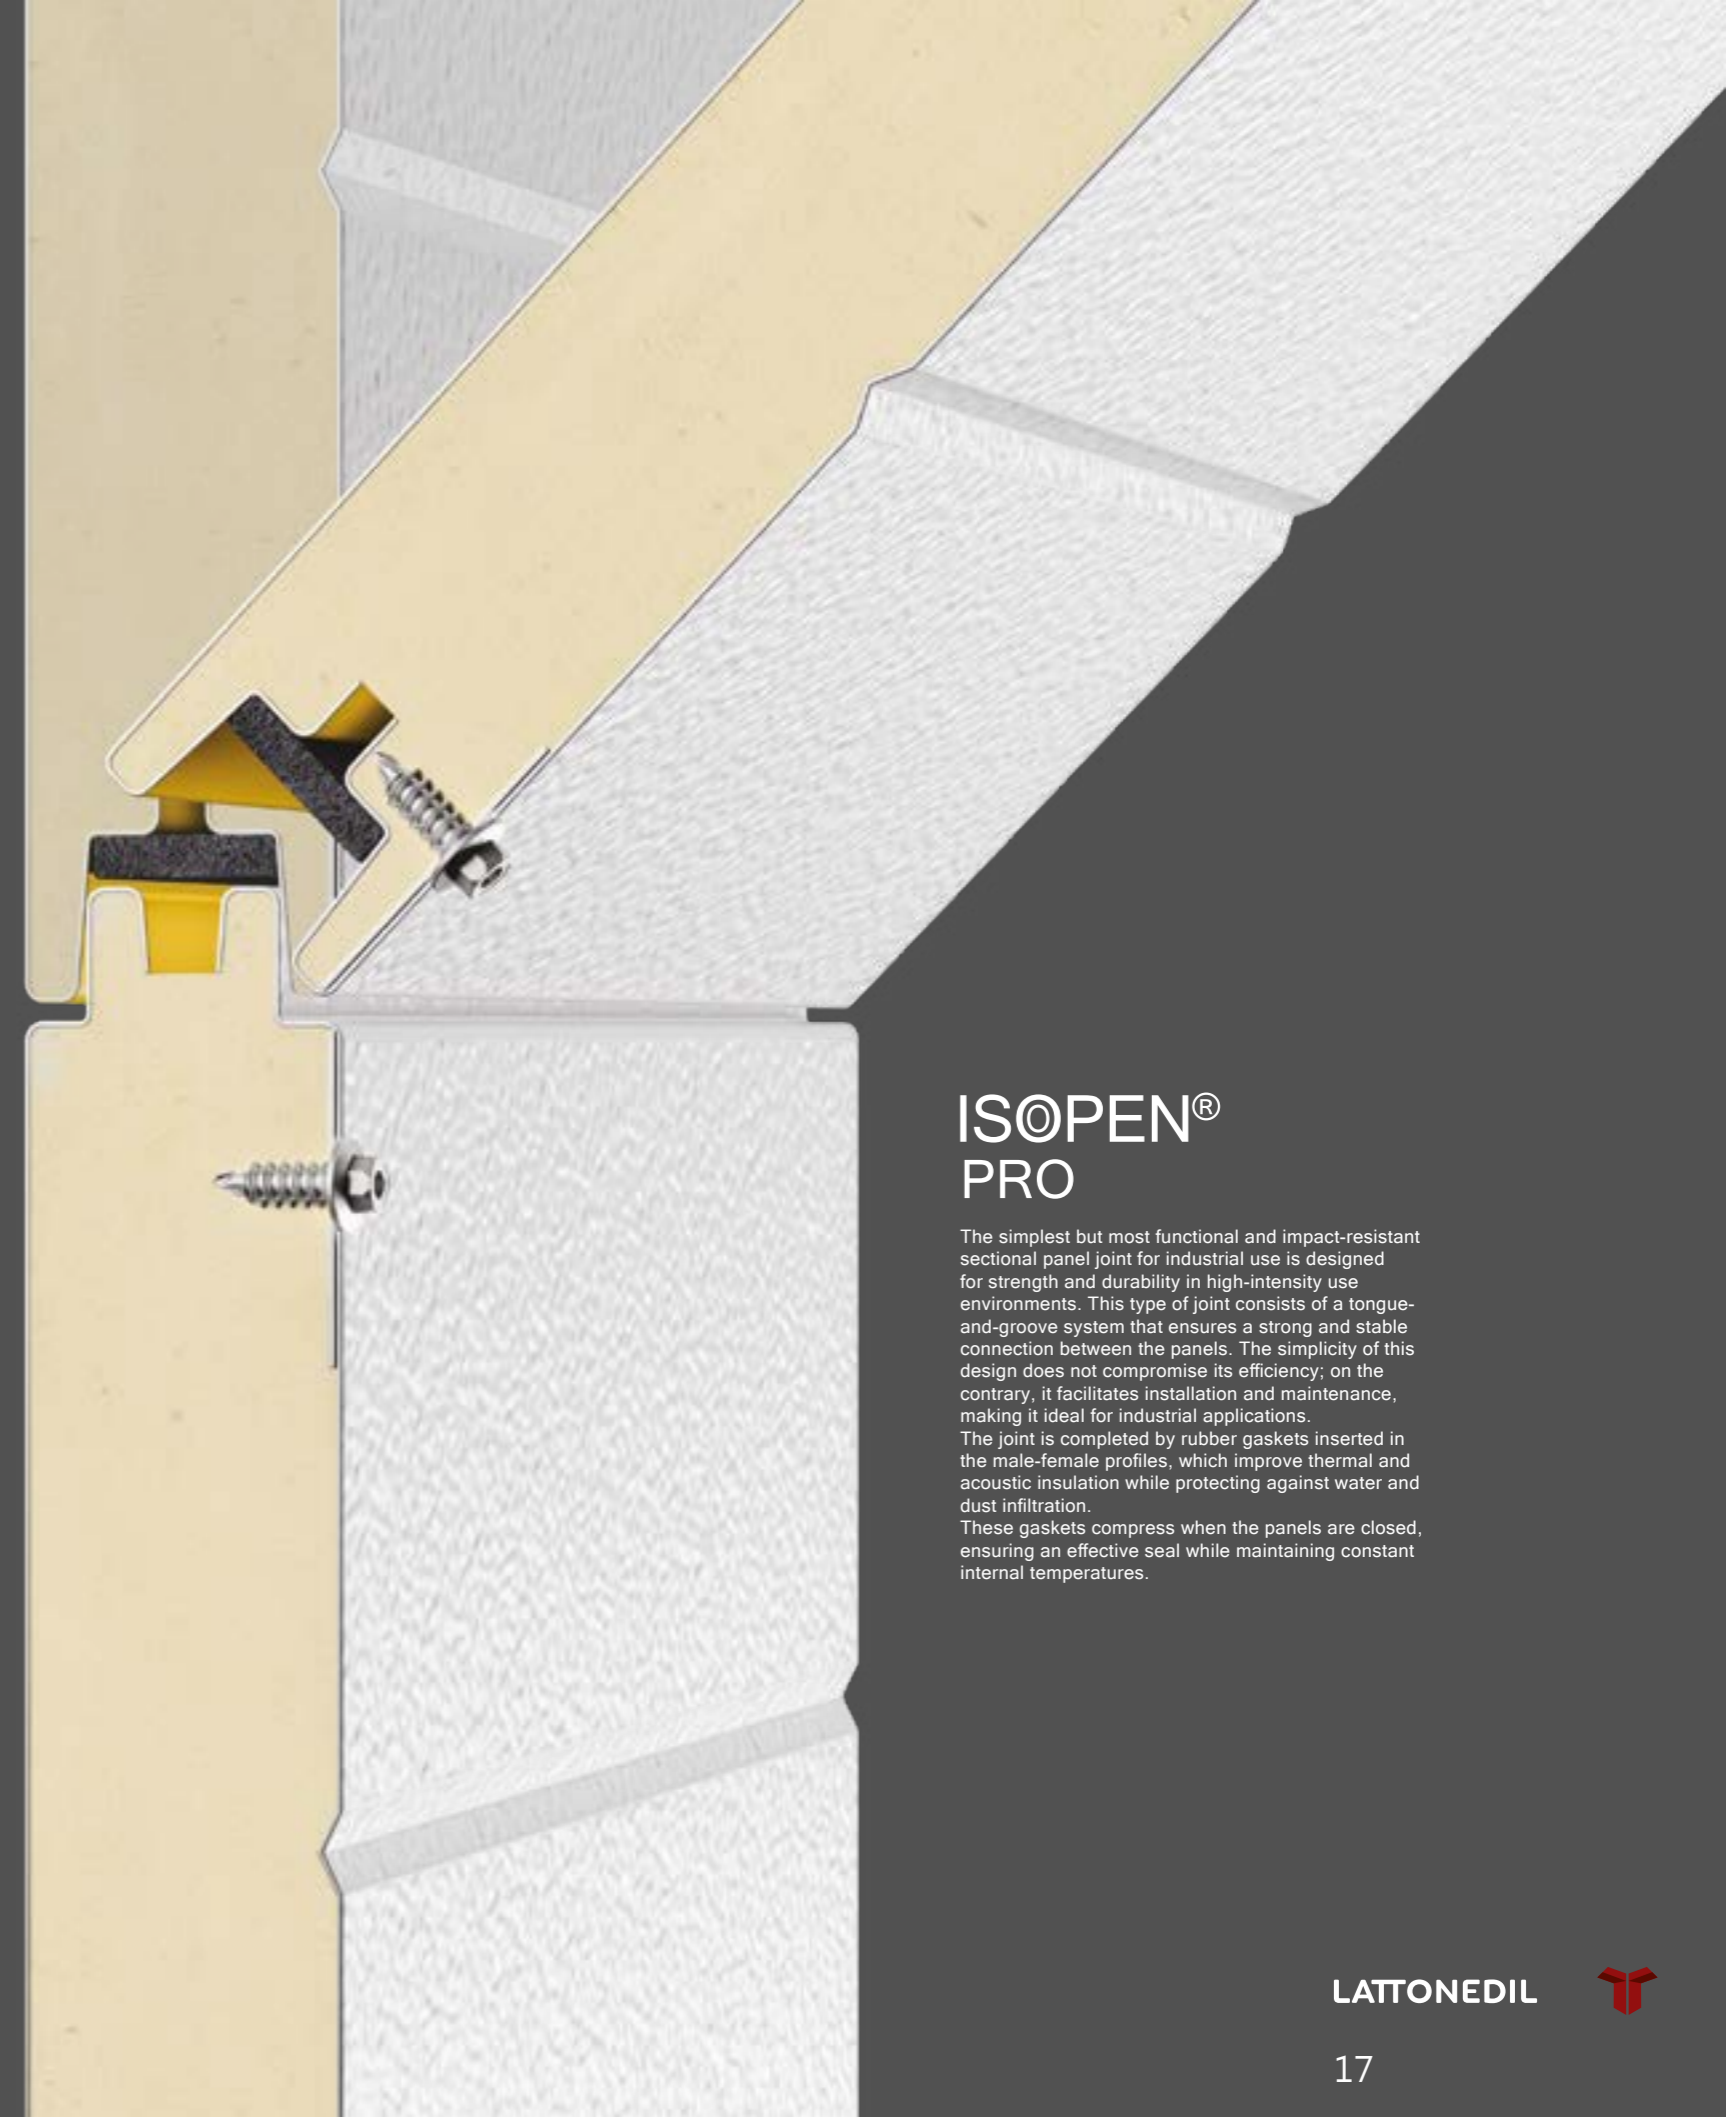 ISOPEN®
PRO
The simplest but most functional and impact-resistant
sectional panel joint for industrial use is designed
for strength and durability in high-intensity use
environments. This type of joint consists of a tongue-
and-groove system that ensures a strong and stable
connection between the panels. The simplicity of this
design does not compromise its efficiency; on the
contrary, it facilitates installation and maintenance,
making it ideal for industrial applications.
The joint is completed by rubber gaskets inserted in
the male-female profiles, which improve thermal and
acoustic insulation while protecting against water and
dust infiltration.
These gaskets compress when the panels are closed,
ensuring an effective seal while maintaining constant
internal temperatures.
LATTONEDIL
17